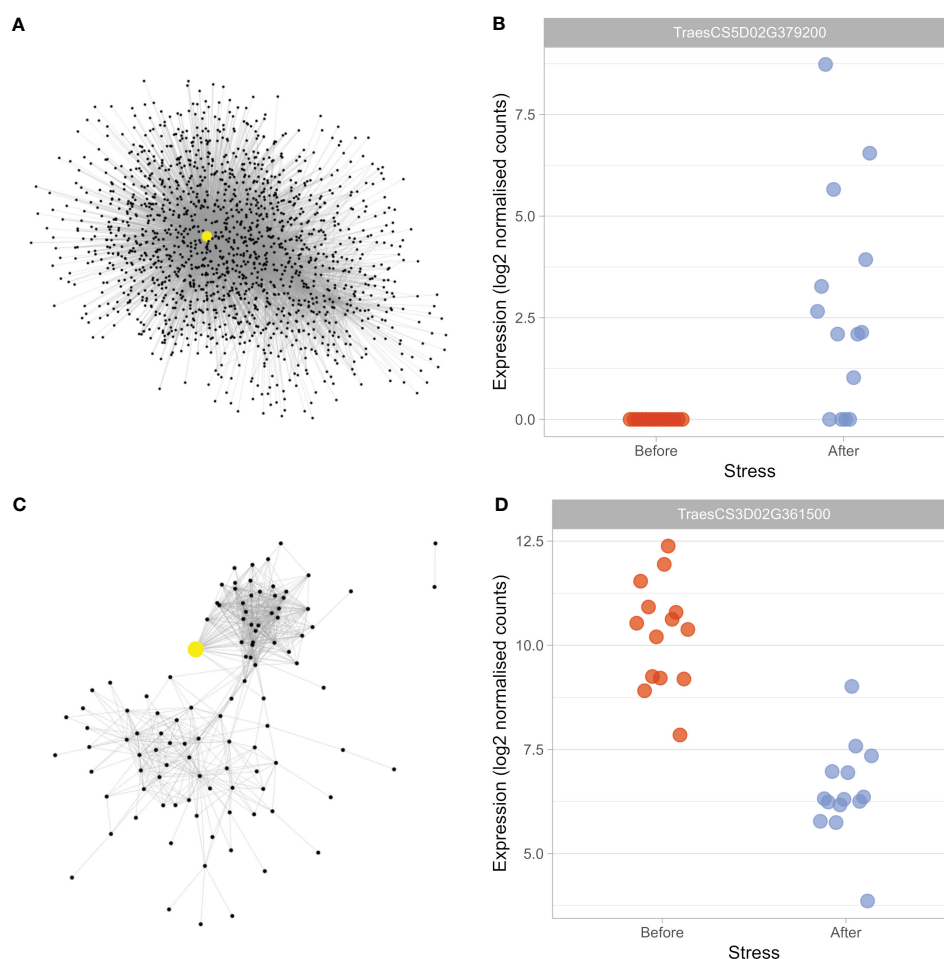 A
B
TraesCS5D02G379200
Expression (log2 normalised counts)
7.5
5.0
2.5
0.0
Before
After
Stress
C
D
TraesCS3D02G361500
Expression (log2 normalised counts)
12.5
10.0
7.5
5.0
Before
After
Stress